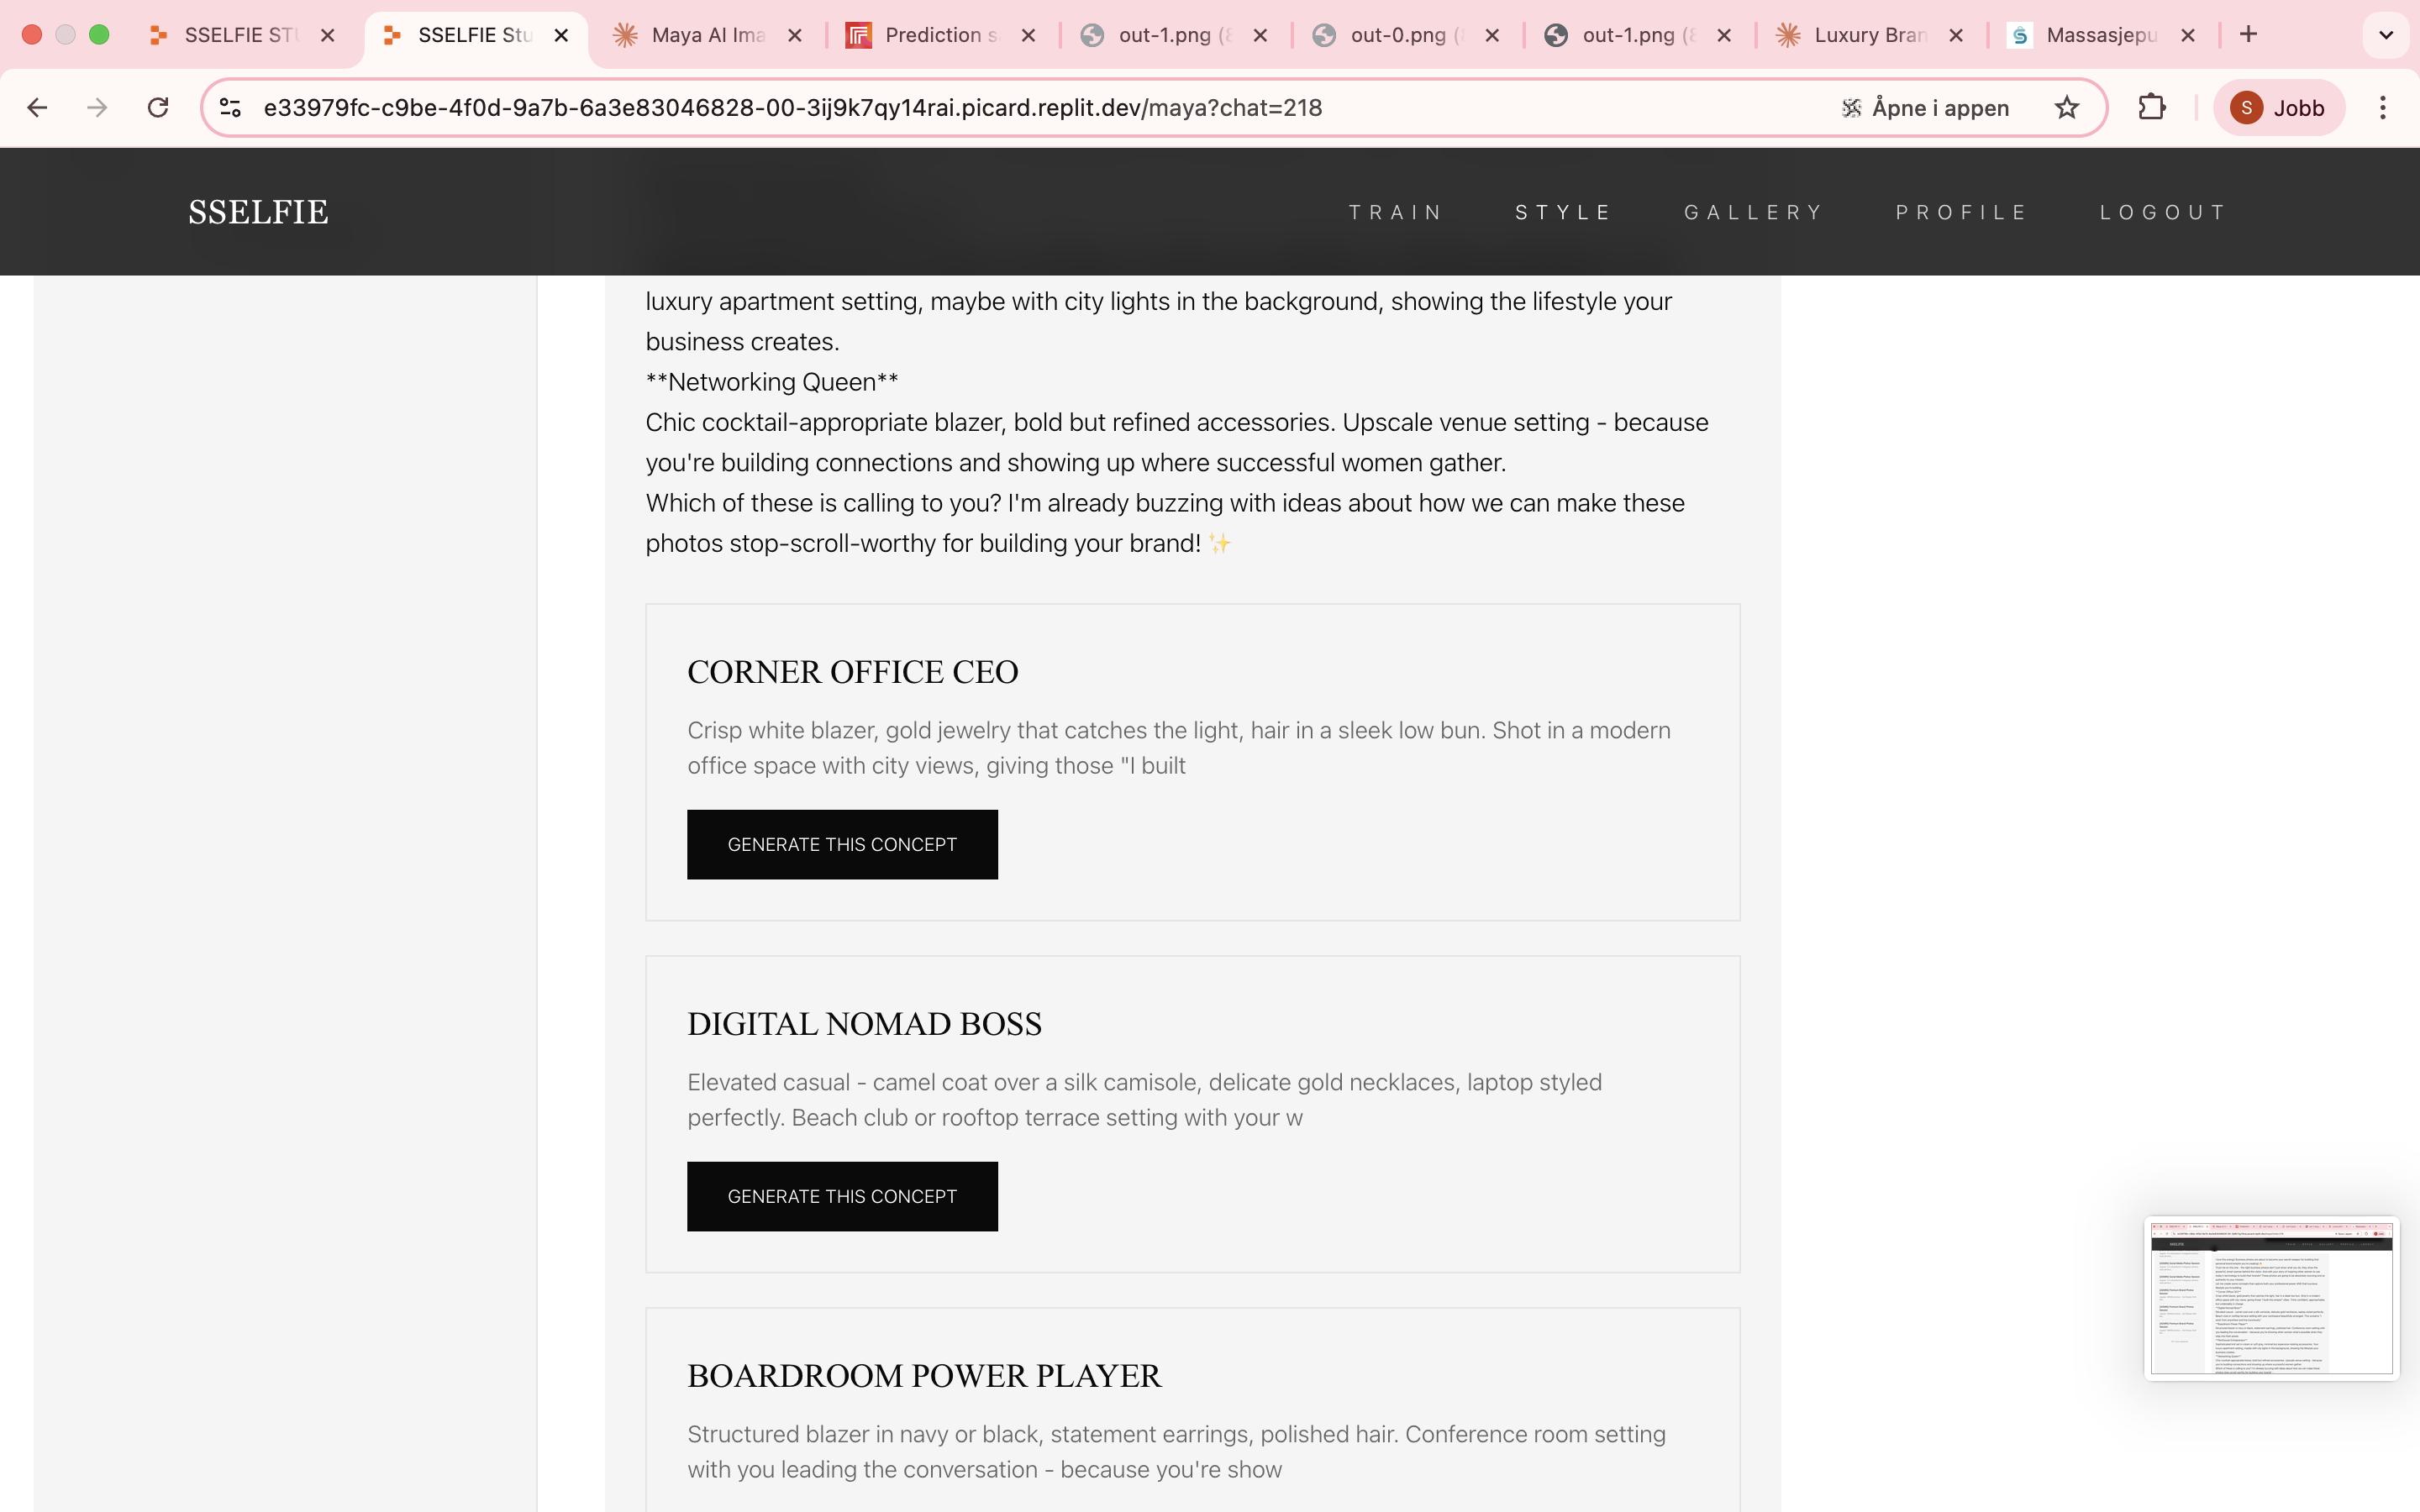 SSELFIE STU
SSELFIE Stu
Maya AI Ima
Prediction s
out-1.png (8
out-0.png (
out-1.png (8
Luxury Bran
Massasjepu
e33979fc-c9be-4f0d-9a7b-6a3e83046828-00-3ij9k7qy14rai.picard.replit.dev/maya?chat=218
Åpne i appen
S Jobb
SSELFIE
TRAIN
STYLE
GALLERY
PROFILE
LOGOUT
luxury apartment setting, maybe with city lights in the background, showing the lifestyle your
business creates.
**Networking Queen**
Chic cocktail-appropriate blazer, bold but refined accessories. Upscale venue setting - because
you're building connections and showing up where successful women gather.
Which of these is calling to you? I'm already buzzing with ideas about how we can make these
photos stop-scroll-worthy for building your brand! ✨
CORNER OFFICE CEO
Crisp white blazer, gold jewelry that catches the light, hair in a sleek low bun. Shot in a modern
office space with city views, giving those "I built
GENERATE THIS CONCEPT
DIGITAL NOMAD BOSS
Elevated casual - camel coat over a silk camisole, delicate gold necklaces, laptop styled
perfectly. Beach club or rooftop terrace setting with your w
GENERATE THIS CONCEPT
BOARDROOM POWER PLAYER
Structured blazer in navy or black, statement earrings, polished hair. Conference room setting
with you leading the conversation - because you're show